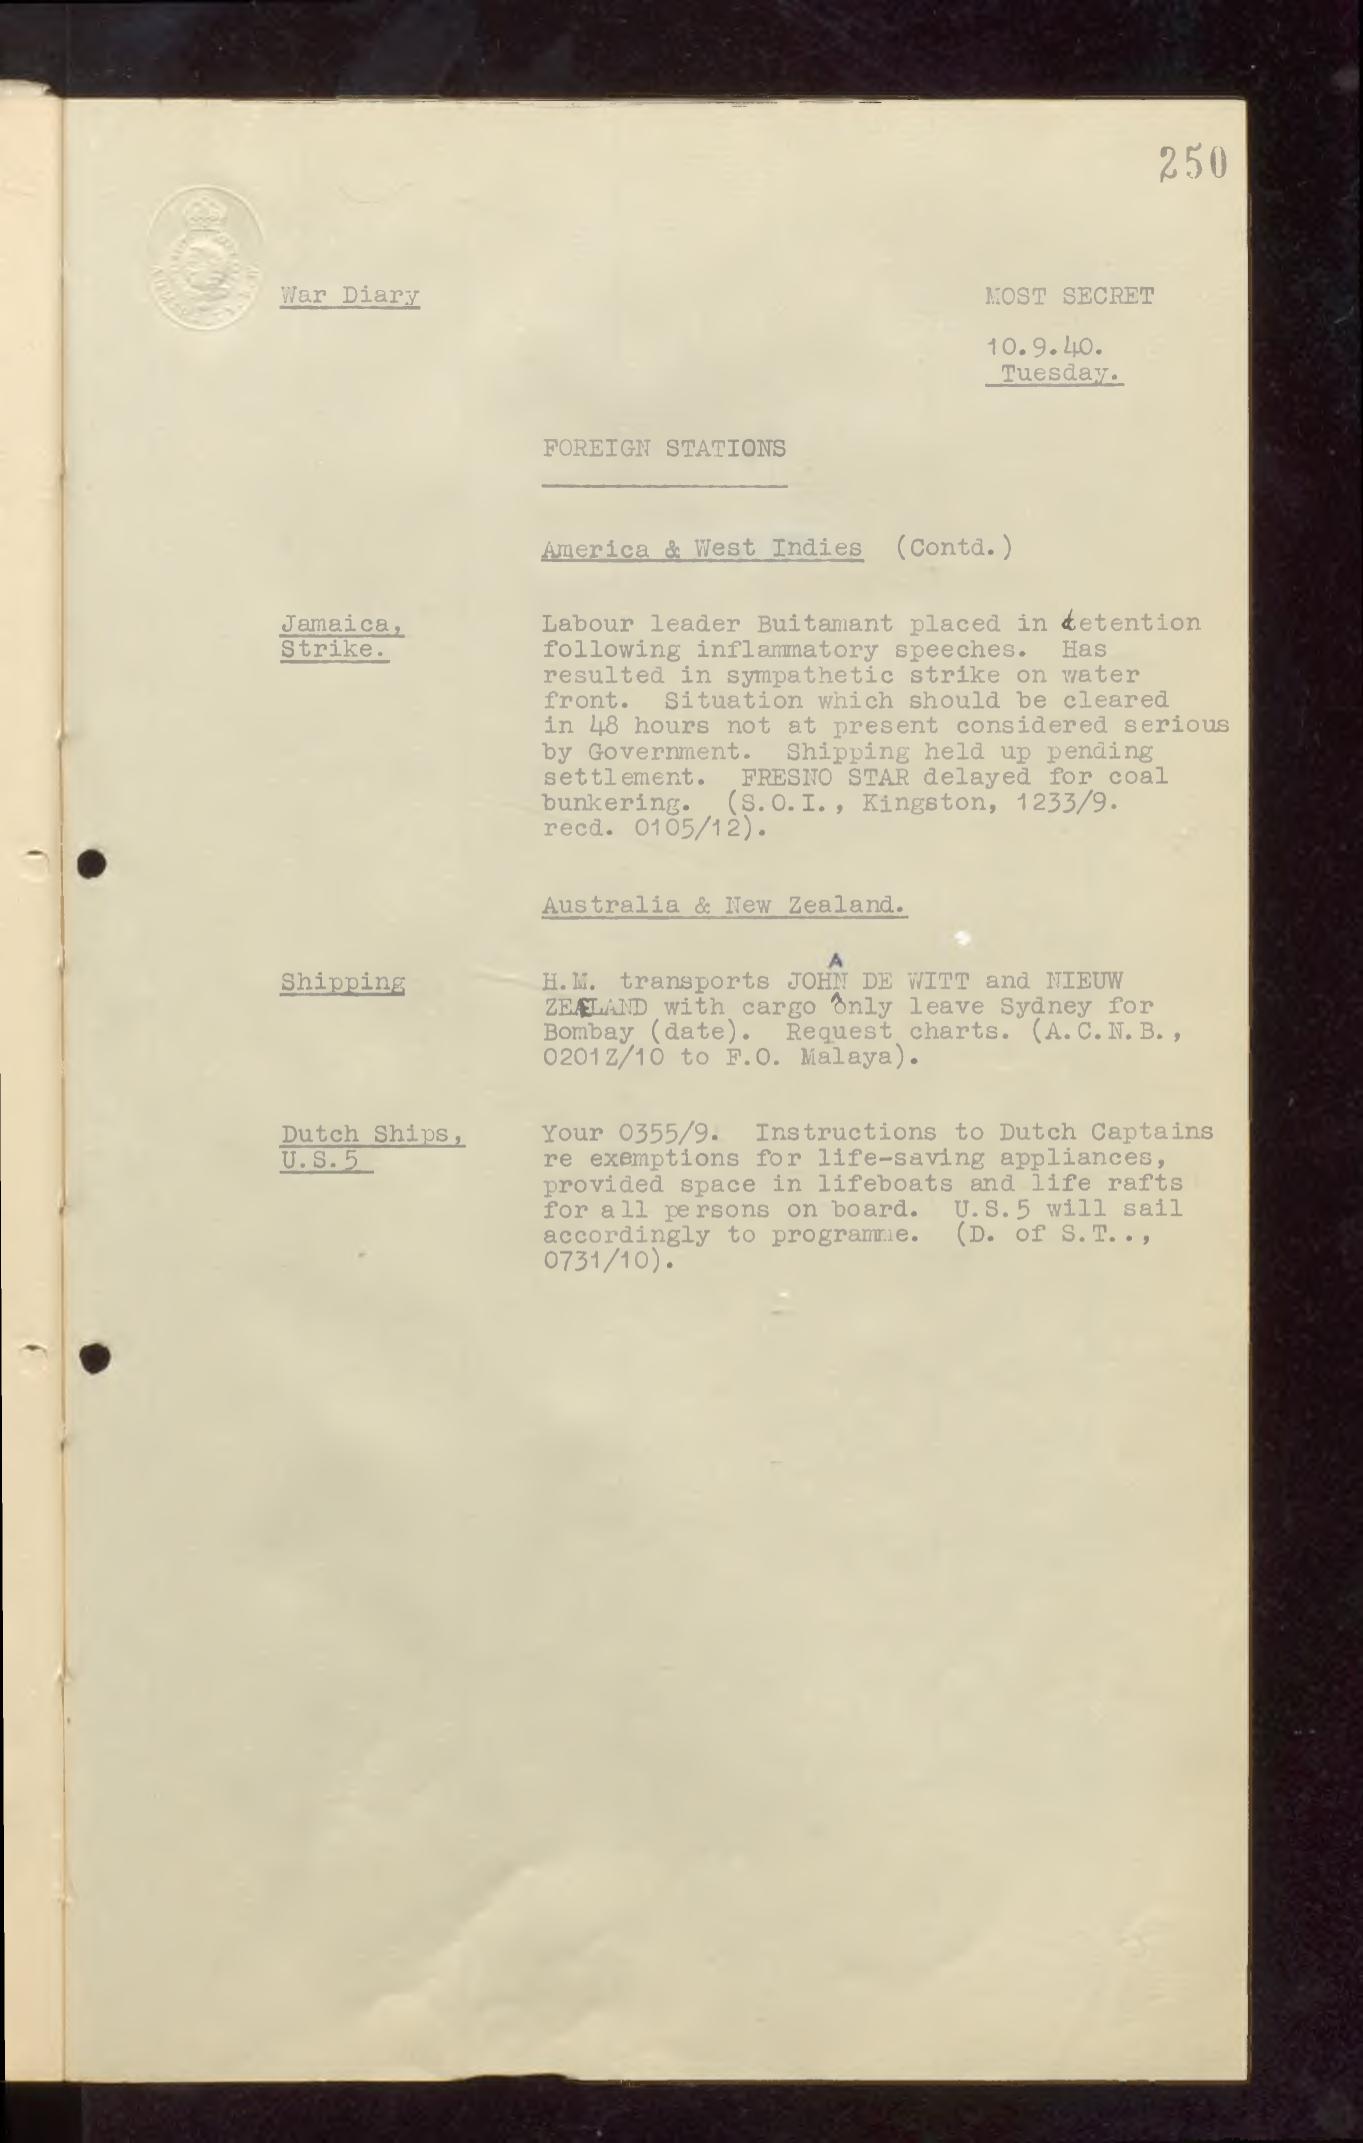 250
War Diary
MOST SECRET
10.9.40.
Tuesday.
FOREIGN STATIONS
America & West Indies (Contd.)
Jamaica,
Strike.
Labour leader Buitamant placed in detention
following inflammatory speeches. Has
resulted in sympathetic strike on water
front. Situation which should be cleared
in 48 hours not at present considered serious
by Government. Shipping held up pending
settlement. FRESNO STAR delayed for coal
bunkering. (S.O.I., Kingston, 1233/9.
recd. 0105/12).
Australia & New Zealand.
Shipping
A
H.M. transports JOHN DE WITT and NIEUW
ZEELAND with cargo only leave Sydney for
Bombay (date). Request charts. (A.C.N.B.,
0201Z/10 to F.O. Malaya).
Dutch Ships,
U.S.5
Your 0355/9. Instructions to Dutch Captains
re exemptions for life-saving appliances,
provided space in lifeboats and life rafts
for all persons on board. U.S.5 will sail
accordingly to programme. (D. of S.T..,
0731/10).